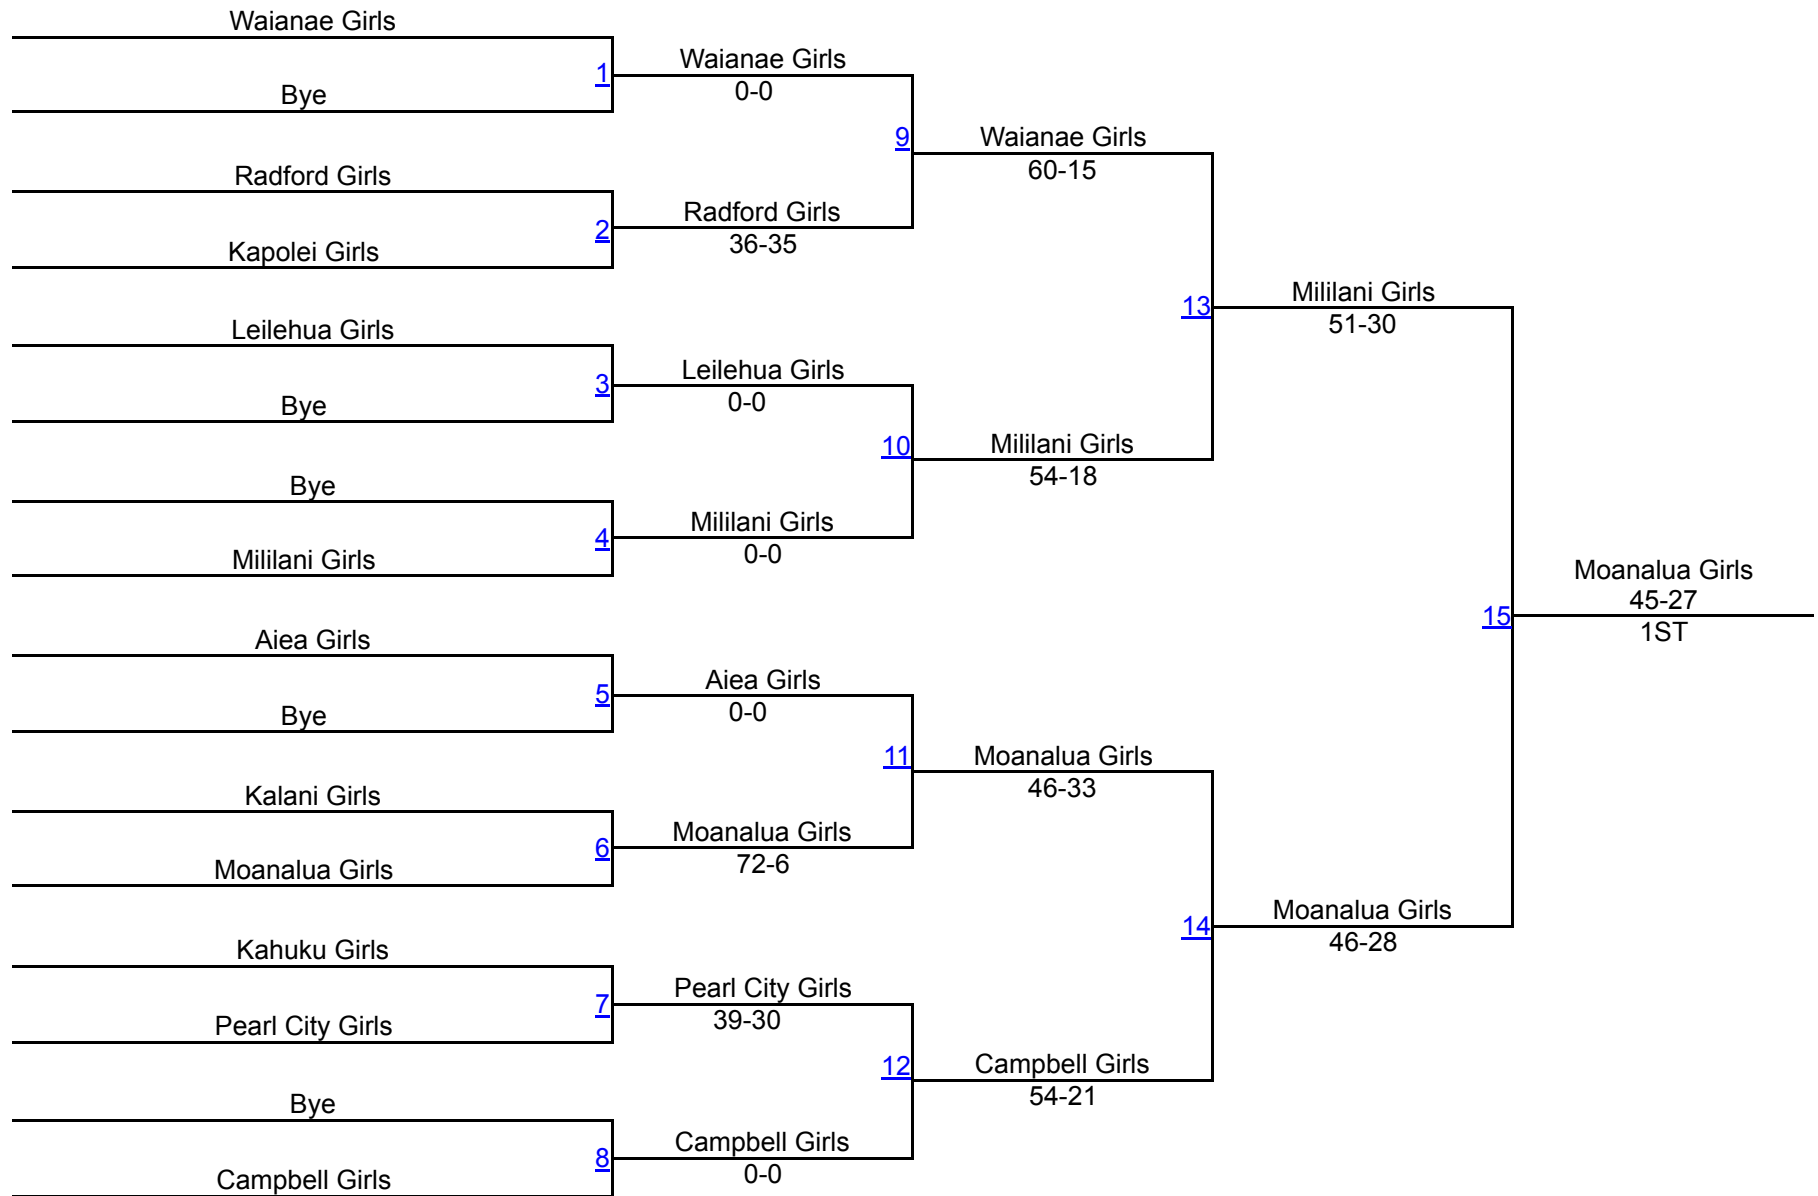 Waianae Girls
1
Bye
Radford Girls
2
Kapolei Girls
Leilehua Girls
3
Bye
Bye
4
Mililani Girls
Aiea Girls
5
Bye
Kalani Girls
6
Moanalua Girls
Kahuku Girls
7
Pearl City Girls
Bye
8
Campbell Girls
Waianae Girls
0-0
9
Radford Girls
36-35
Leilehua Girls
0-0
10
Mililani Girls
0-0
Aiea Girls
0-0
11
Moanalua Girls
72-6
Pearl City Girls
39-30
12
Campbell Girls
0-0
Waianae Girls
60-15
13
Mililani Girls
54-18
Moanalua Girls
46-33
14
Campbell Girls
54-21
Mililani Girls
51-30
15
Moanalua Girls
46-28
Moanalua Girls
45-27
1ST